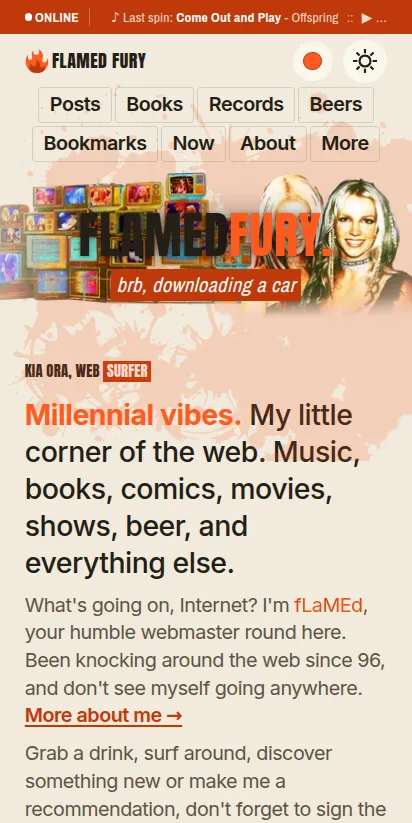 ONLINE
♪ Last spin: Come Out and Play - Offspring :: ▶ ...
FLAMED FURY
Posts Books Records Beers
Bookmarks Now About More
FLAMEDFURY.
brb, downloading a car
KIA ORA, WEB SURFER
Millennial vibes. My little
corner of the web. Music,
books, comics, movies,
shows, beer, and
everything else.
What's going on, Internet? I'm fLaMEd,
your humble webmaster round here.
Been knocking around the web since 96,
and don't see myself going anywhere.
More about me →
Grab a drink, surf around, discover
something new or make me a
recommendation, don't forget to sign the